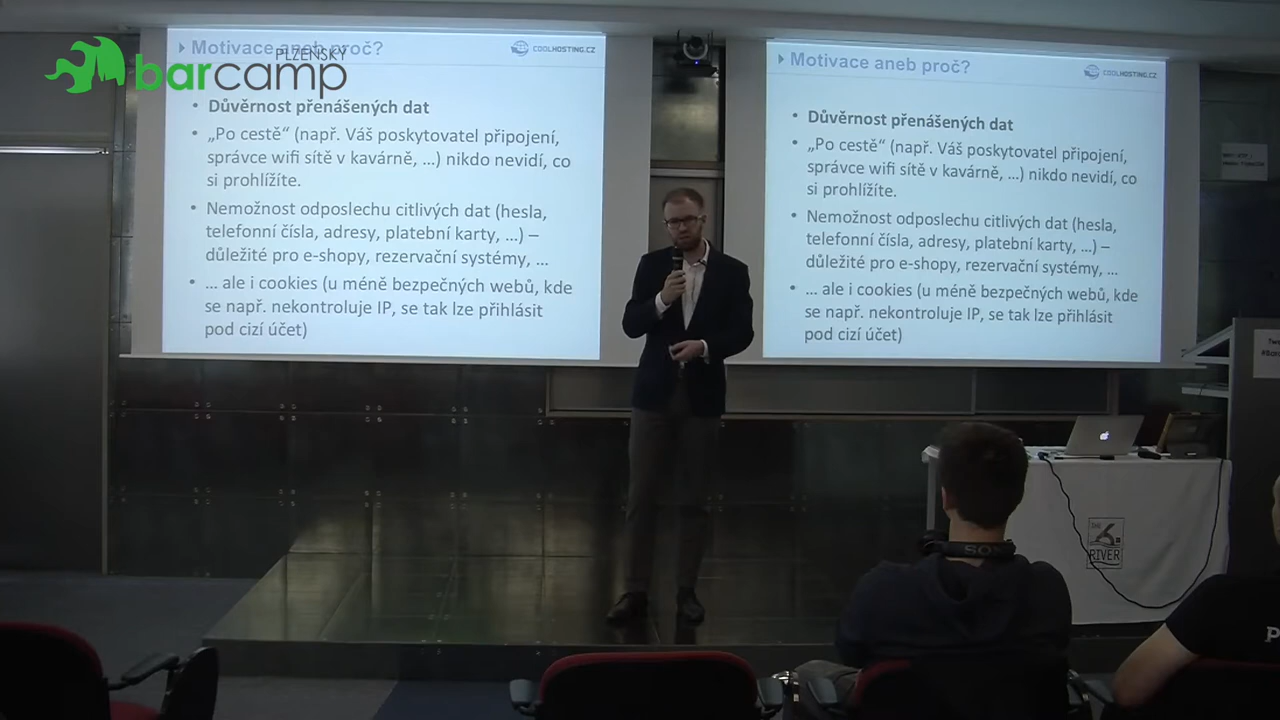 PLZEŇSKÝ
barcamp
Motivace aneb proč?
COOLHOSTING.CZ
• Důvěrnost přenášených dat
• „Po cestě“ (např. Váš poskytovatel připojení,
správce wifi sítě v kavárně, …) nikdo nevidí, co
si prohlížíte.
• Nemožnost odposlechu citlivých dat (hesla,
telefonní čísla, adresy, platební karty, …) –
důležité pro e-shopy, rezervační systémy, …
• … ale i cookies (u méně bezpečných webů, kde
se např. nekontroluje IP, se tak lze přihlásit
pod cizí účet)
Motivace aneb proč?
COOLHOSTING.CZ
• Důvěrnost přenášených dat
• „Po cestě“ (např. Váš poskytovatel připojení,
správce wifi sítě v kavárně, …) nikdo nevidí, co
si prohlížíte.
• Nemožnost odposlechu citlivých dat (hesla,
telefonní čísla, adresy, platební karty, …) –
důležité pro e-shopy, rezervační systémy, …
• … ale i cookies (u méně bezpečných webů, kde
se např. nekontroluje IP, se tak lze přihlásit
pod cizí účet)
THE
RIVER
SONY